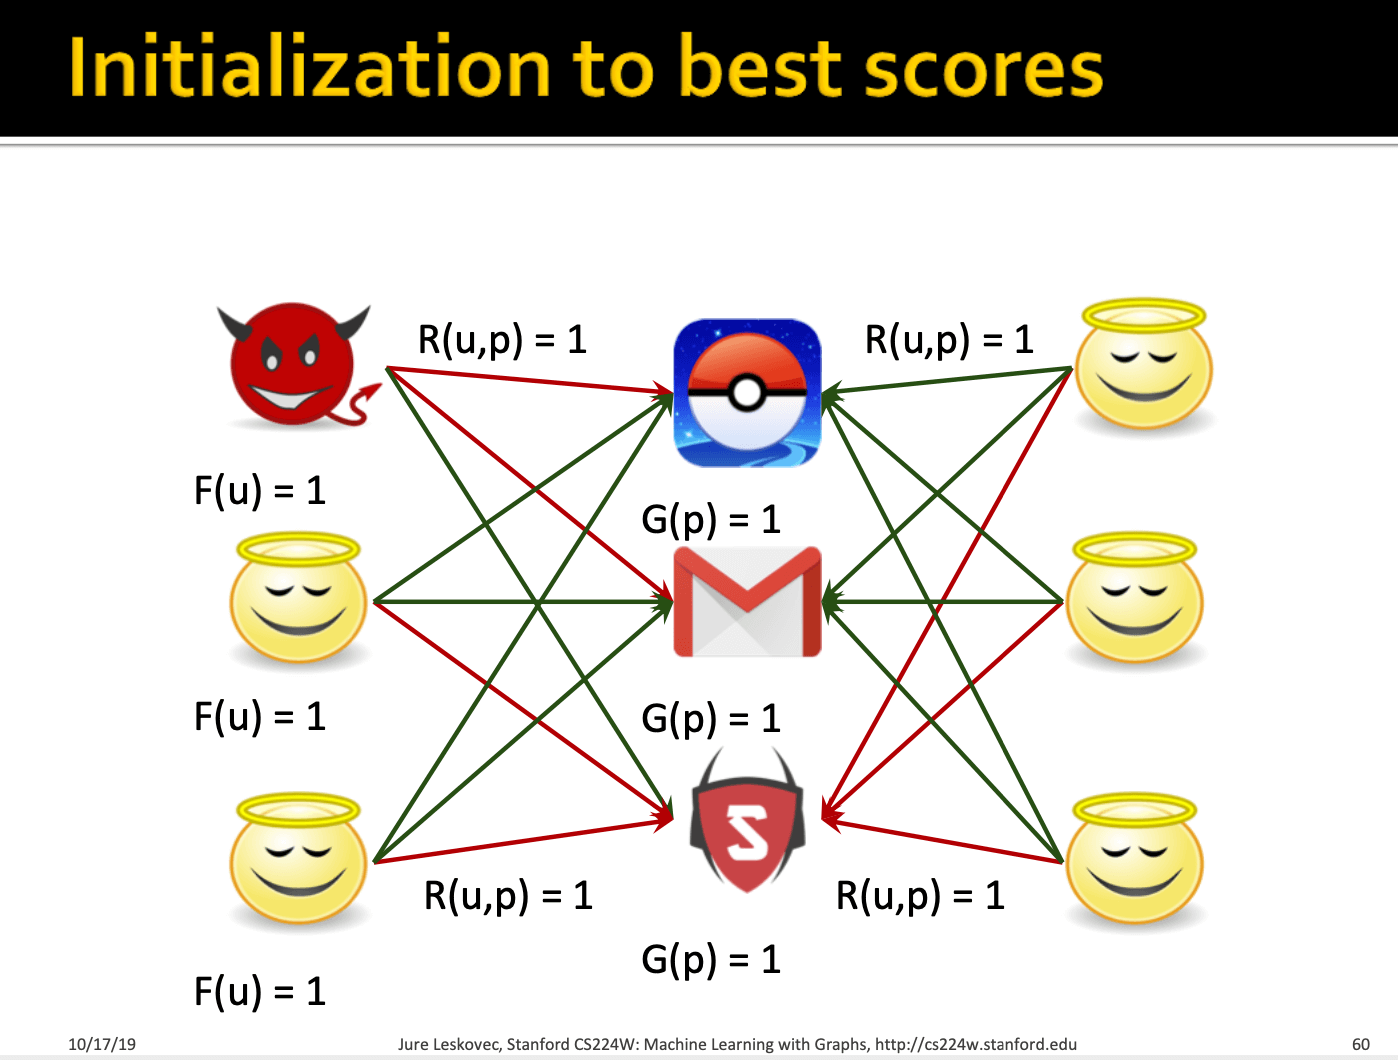 Initialization to best scores
R(u,p) = 1
R(u,p) = 1
F(u) = 1
G(p) = 1
F(u) = 1
G(p) = 1
S
R(u,p) = 1
R(u,p) = 1
G(p) = 1
F(u) = 1
10/17/19
Jure Leskovec, Stanford CS224W: Machine Learning with Graphs, http://cs224w.stanford.edu
60